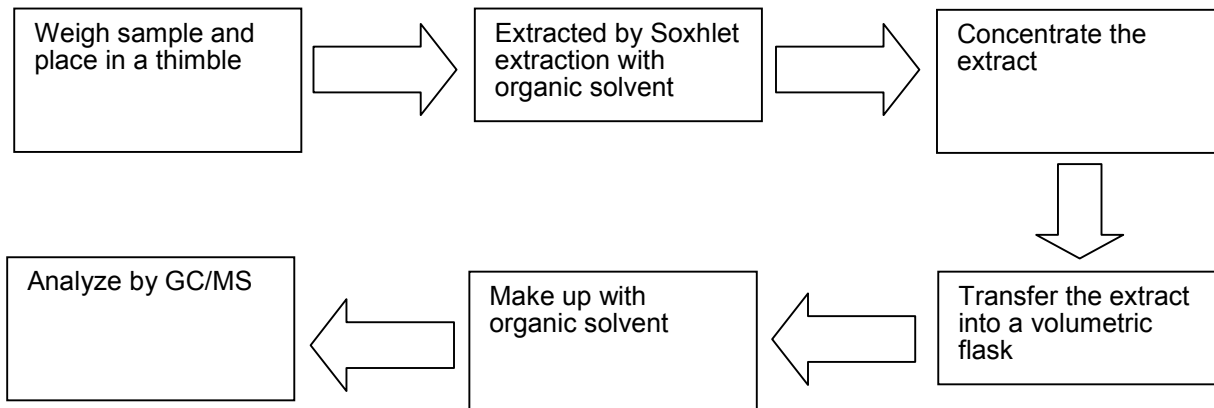 Weigh sample and
place in a thimble
Extracted by Soxhlet
extraction with
organic solvent
Concentrate the
extract
Transfer the extract
into a volumetric
flask
Make up with
organic solvent
Analyze by GC/MS